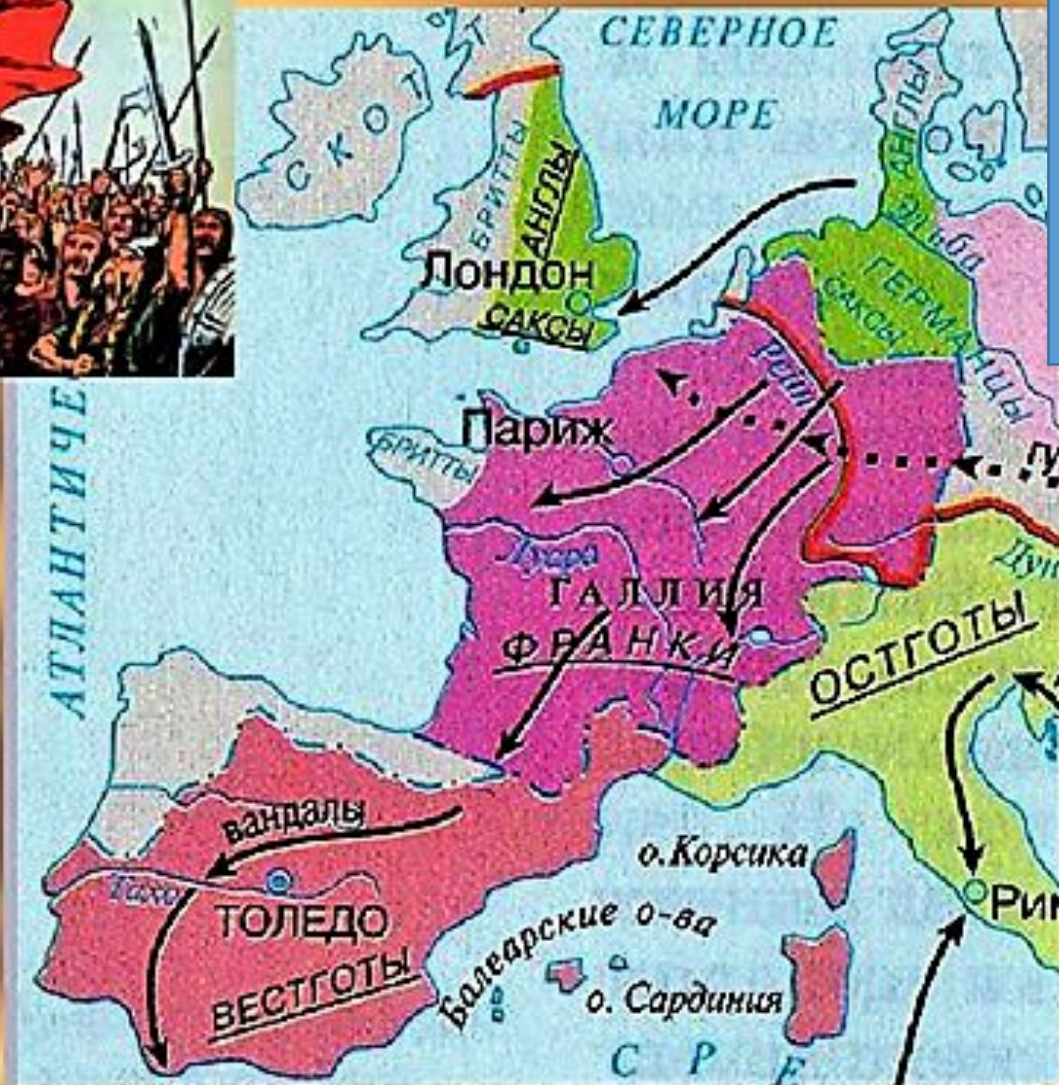 СЕВЕРНОЕ
МОРЕ
СКОТ
БРИТТЫ
АНГЛЫ
АНГЛЫ
Эльба
Лондон
САКСЫ
ГЕРМАНЦЫ
САКСЫ
Рейн
Париж
БРИТТЫ
АТЛАНТИЧЕ
Луара
ГАЛЛИЯ
ФРАНКИ
Дун
ОСТГОТЫ
вандалы
Тахо
ТОЛЕДО
ВЕСТГОТЫ
о.Корсика
Рим
Балеарские о-ва
о. Сардиния
С Р Е